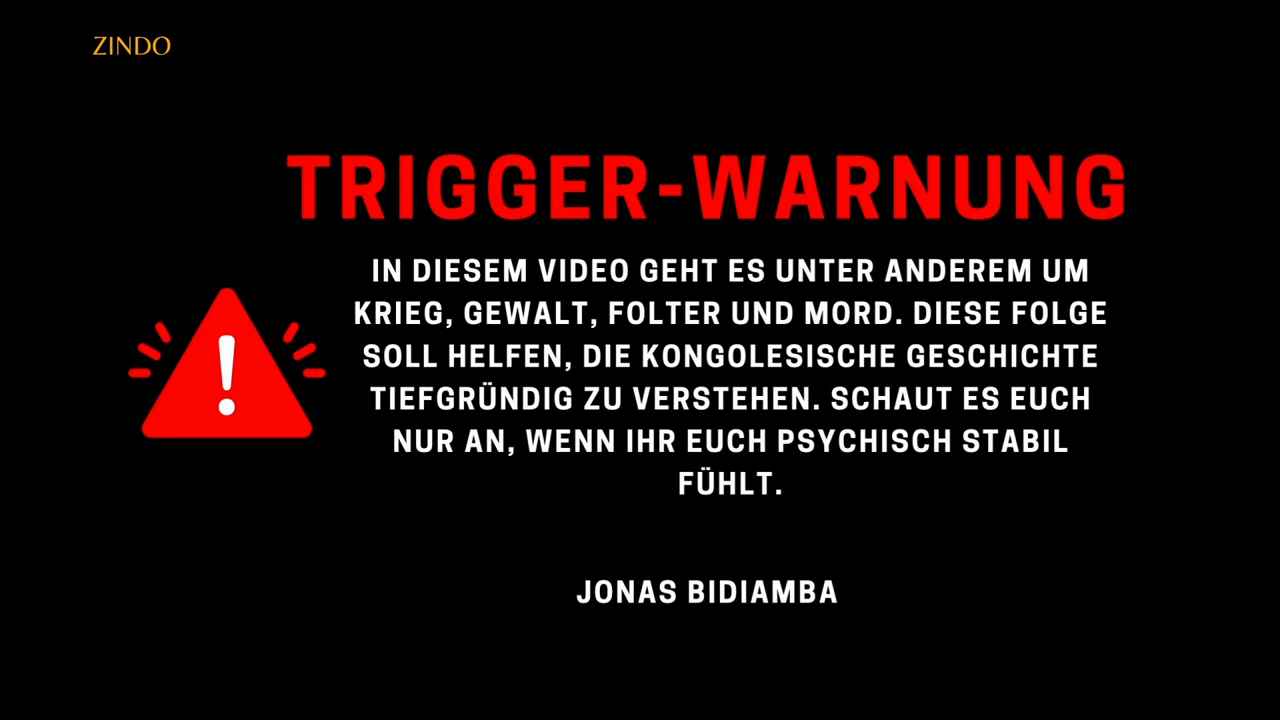 ZINDO
TRIGGER-WARNUNG
IN DIESEM VIDEO GEHT ES UNTER ANDEREM UM
KRIEG, GEWALT, FOLTER UND MORD. DIESE FOLGE
SOLL HELFEN, DIE KONGOLESISCHE GESCHICHTE
TIEFGRÜNDIG ZU VERSTEHEN. SCHAUT ES EUCH
NUR AN, WENN IHR EUCH PSYCHISCH STABIL
FÜHLT.
JONAS BIDIAMBA